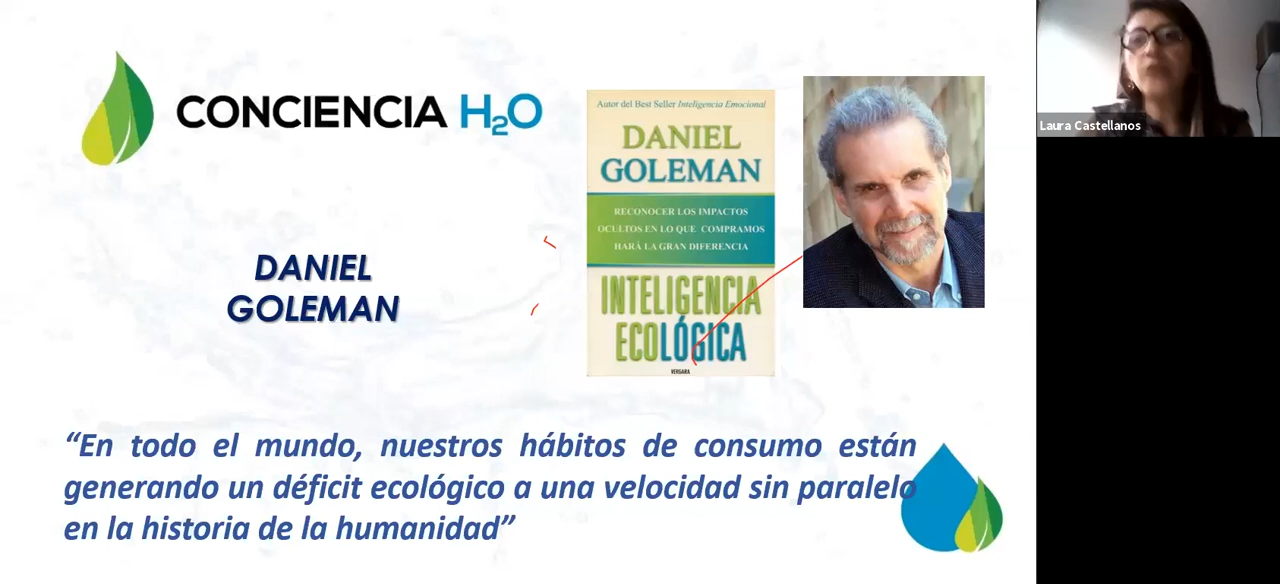 CONCIENCIA H₂O
Autor del Best Seller Inteligencia Emocional
DANIEL
GOLEMAN
RECONOCER LOS IMPACTOS
OCULTOS EN LO QUE COMPRAMOS
HARÁ LA GRAN DIFERENCIA
INTELIGENCIA
ECOLÓGICA
VERGARA
DANIEL
GOLEMAN
“En todo el mundo, nuestros hábitos de consumo están
generando un déficit ecológico a una velocidad sin paralelo
en la historia de la humanidad”
Laura Castellanos